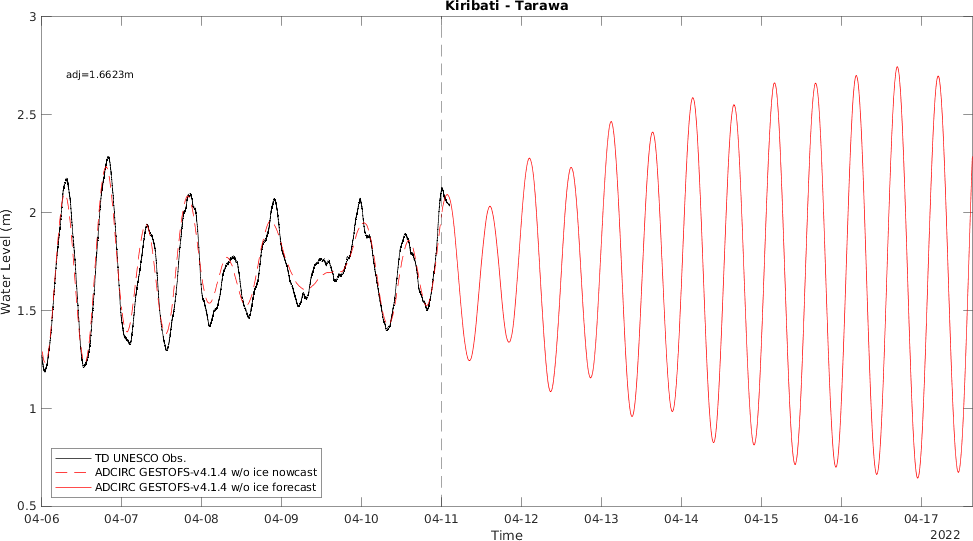 Kiribati - Tarawa
3
adj=1.6623m
2.5
2
Water Level (m)
1.5
1
TD UNESCO Obs.
ADCIRC GESTOFS-v4.1.4 w/o ice nowcast
ADCIRC GESTOFS-v4.1.4 w/o ice forecast
0.5
04-06 04-07 04-08 04-09 04-10 04-11 04-12 04-13 04-14 04-15 04-16 04-17
Time
2022